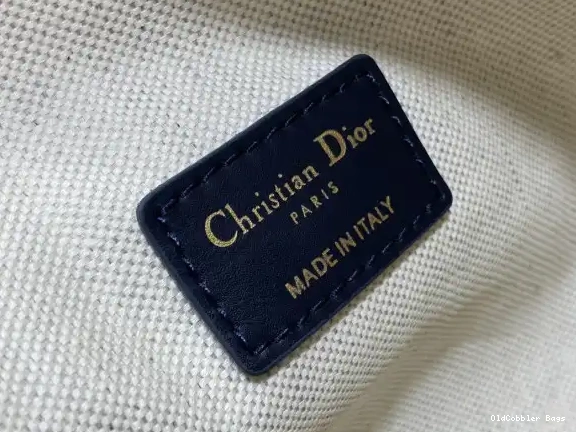 Christian Dior
PARIS
MADE IN ITALY
OldCobbler Bags